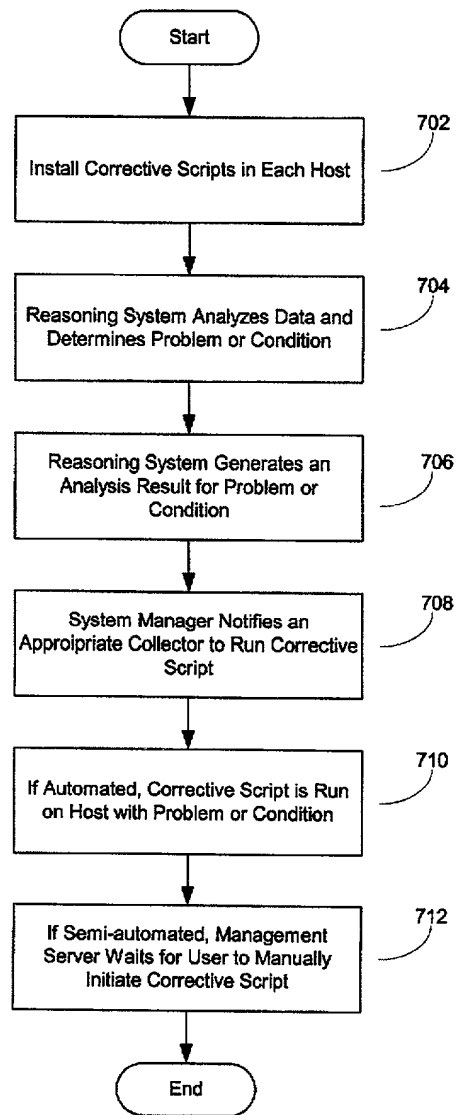 Start
702
Install Corrective Scripts in Each Host
704
Reasoning System Analyzes Data and
Determines Problem or Condition
706
Reasoning System Generates an
Analysis Result for Problem or
Condition
708
System Manager Notifies an
Approipriate Collector to Run Corrective
Script
710
If Automated, Corrective Script is Run
on Host with Problem or Condition
712
If Semi-automated, Management
Server Waits for User to Manually
Initiate Corrective Script
End